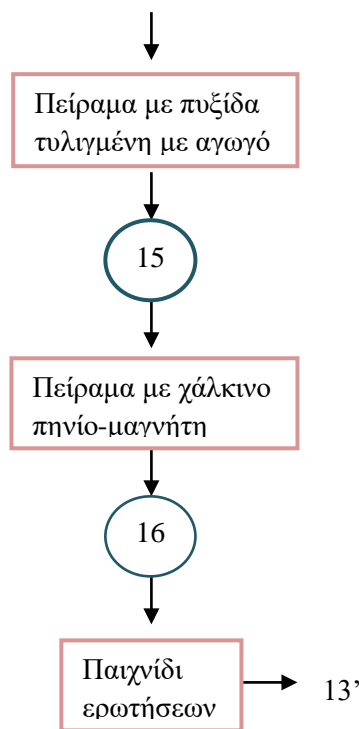 Πείραμα με πυξίδα
τυλιγμένη με αγωγό
15
Πείραμα με χάλκινο
πηνίο-μαγνήτη
16
Παιχνίδι
ερωτήσεων
13’